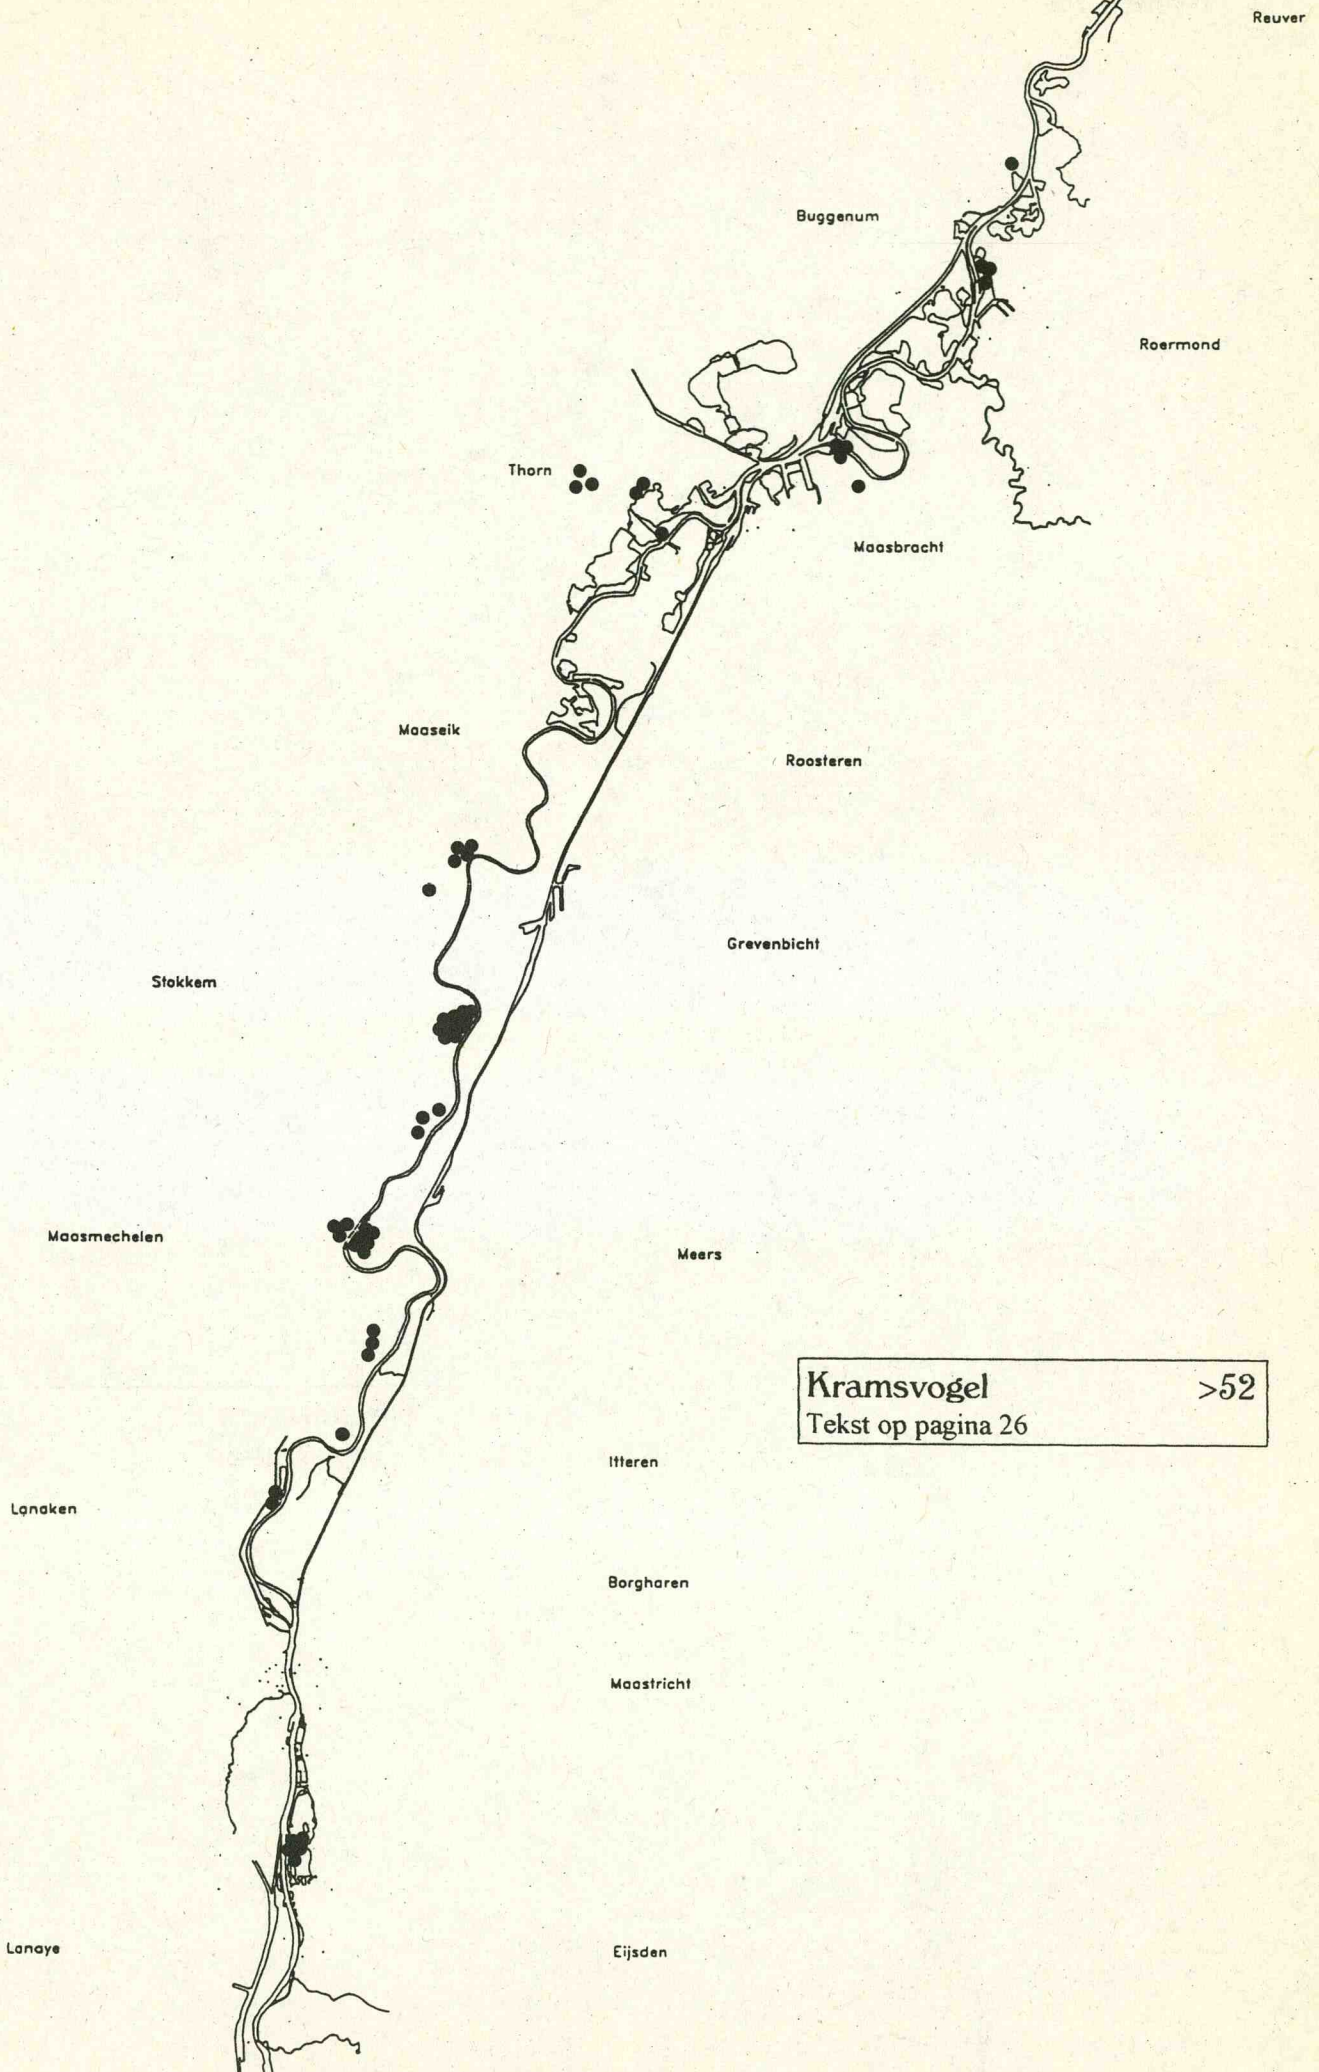 Reuver
Buggenum
Roermond
Thorn
Maasbracht
Maaseik
Roosteren
Grevenbicht
Stokkem
Maasmechelen
Meers
Kramsvogel >52
Tekst op pagina 26
Itteren
Lanaken
Borgharen
Maastricht
Lanaye
Eijsden